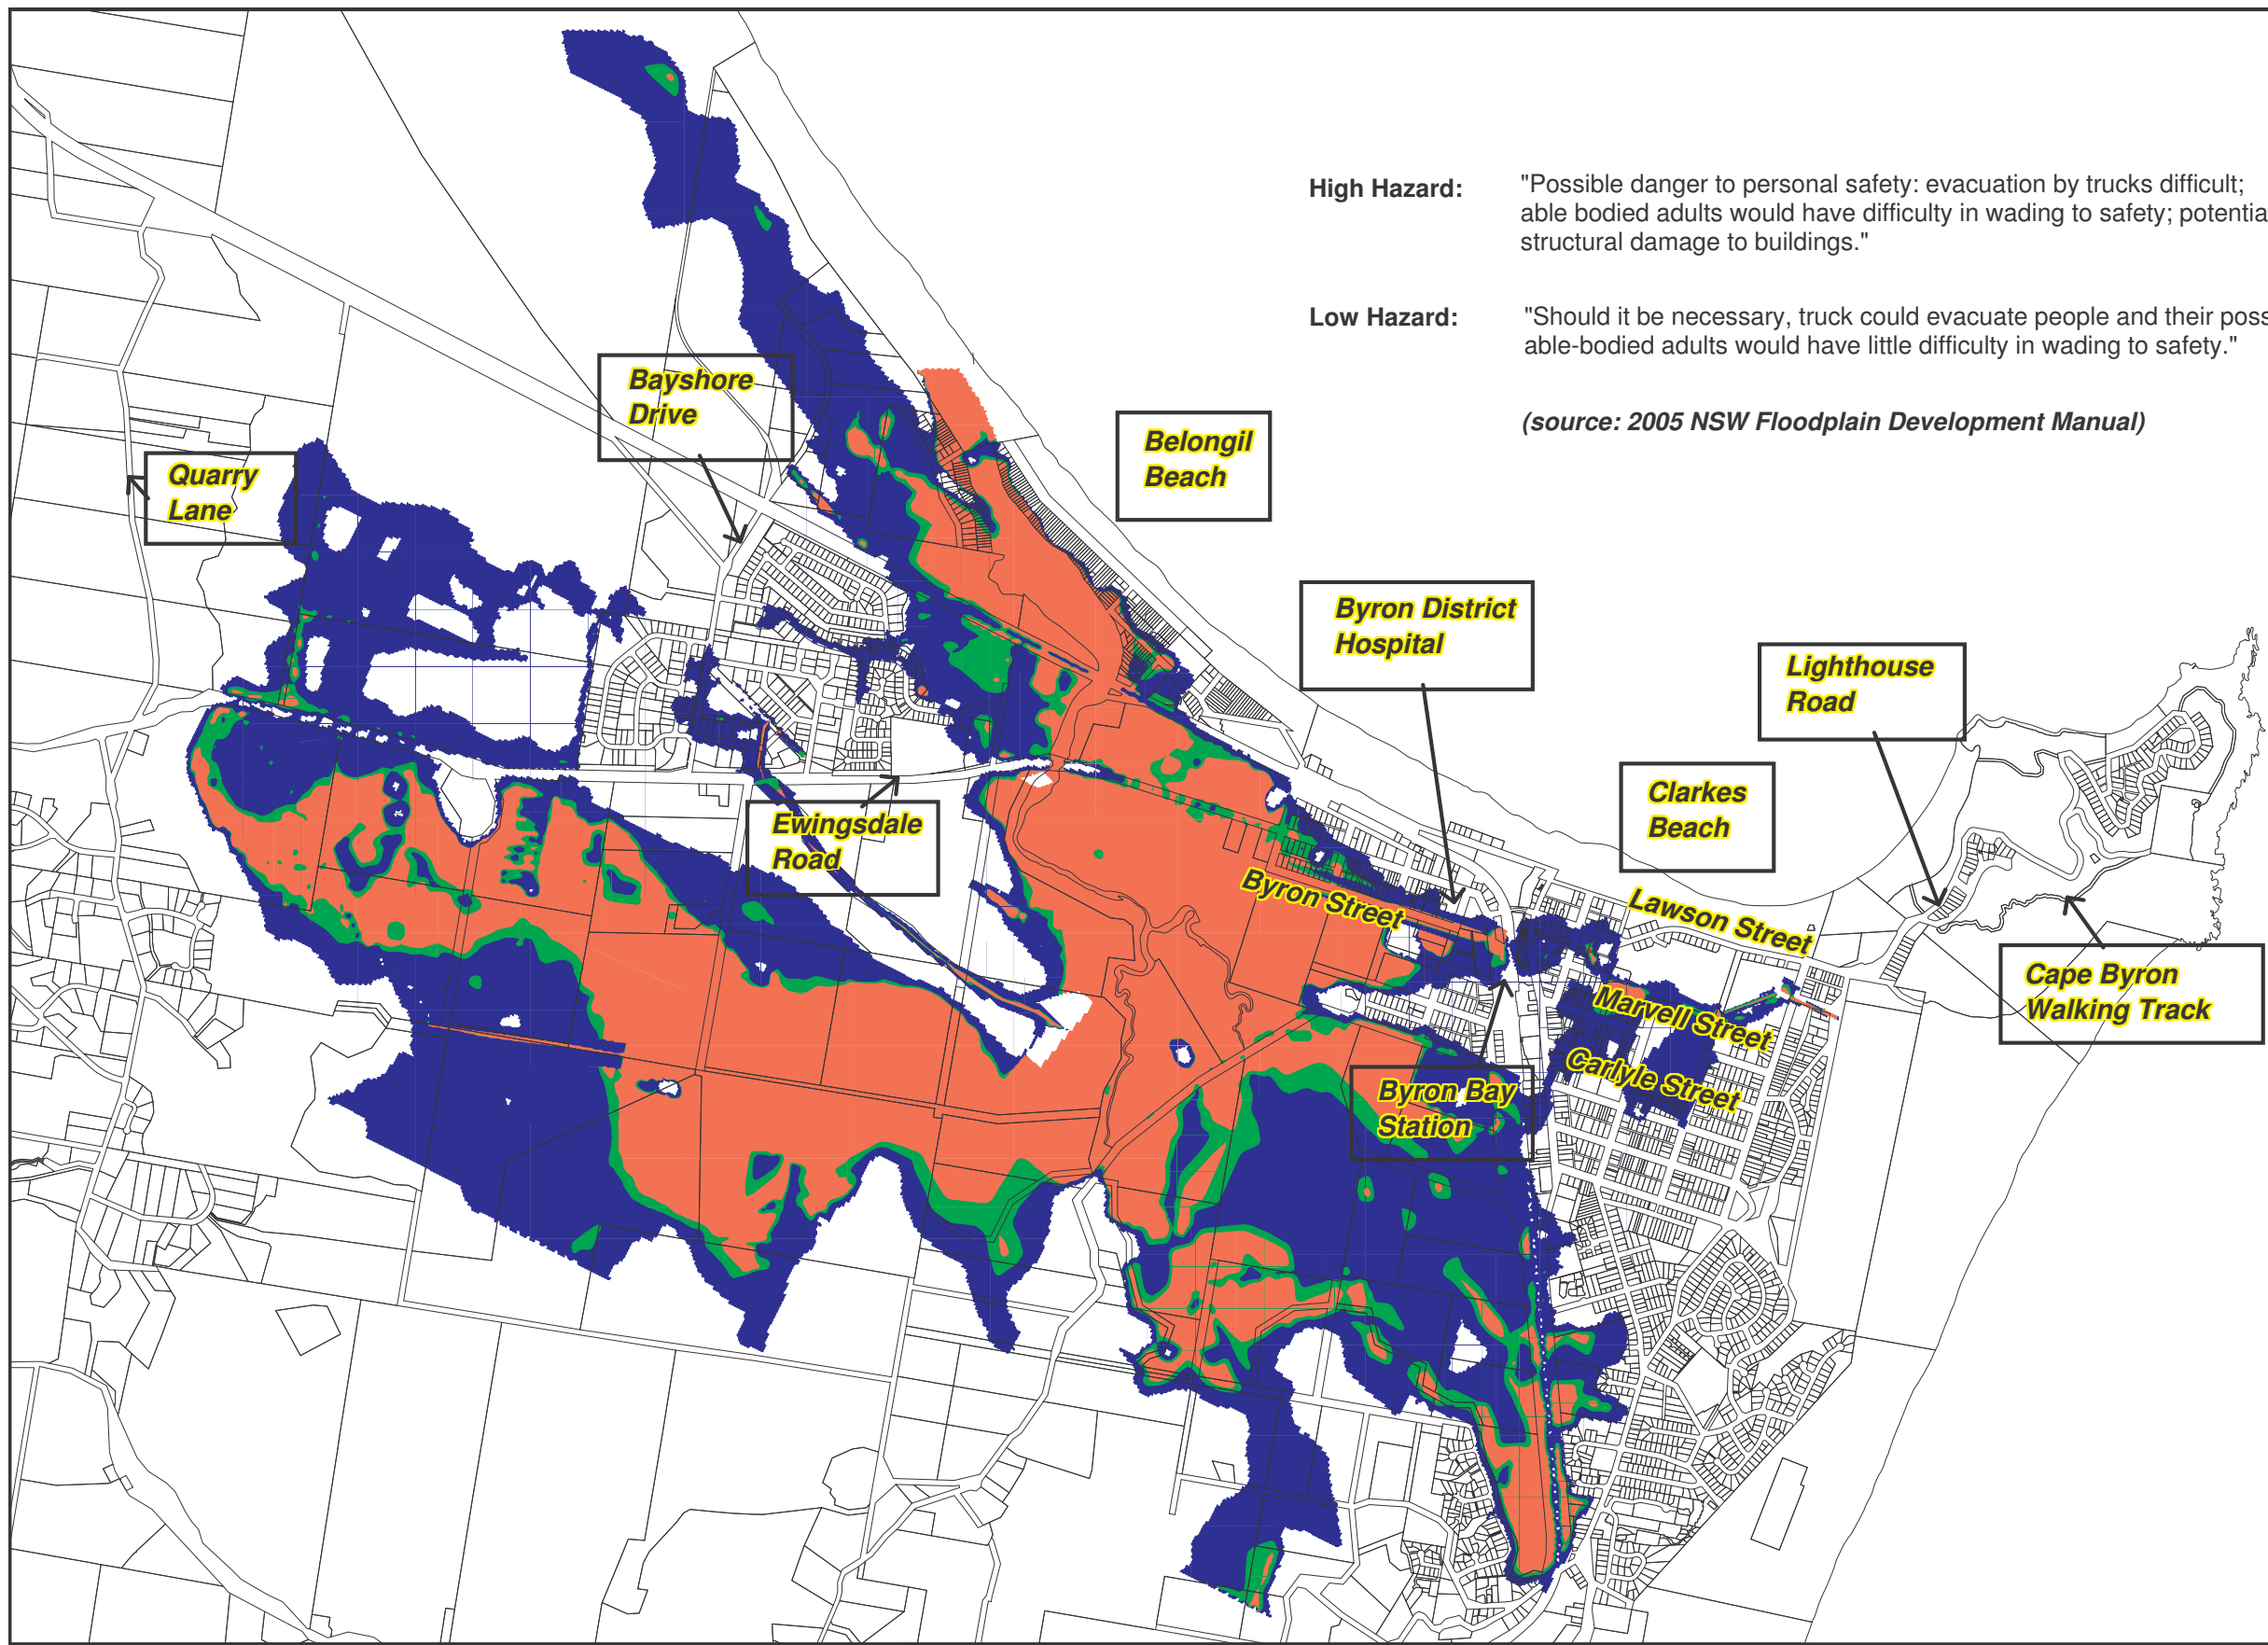 High Hazard:
"Possible danger to personal safety: evacuation by trucks difficult;
able bodied adults would have difficulty in wading to safety; potentia
structural damage to buildings."
Low Hazard:
"Should it be necessary, truck could evacuate people and their poss
able-bodied adults would have little difficulty in wading to safety."
(source: 2005 NSW Floodplain Development Manual)
Bayshore
Drive
Belongil
Beach
Quarry
Lane
Byron District
Hospital
Lighthouse
Road
Clarkes
Beach
Ewingsdale
Road
Byron Street
Lawson Street
Cape Byron
Walking Track
Marvell Street
Carlyle Street
Byron Bay
Station